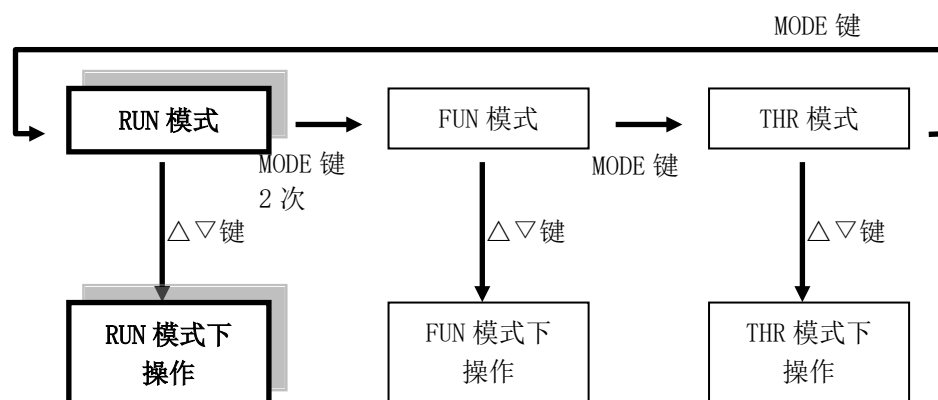 MODE 键
RUN 模式
FUN 模式
THR 模式
MODE 键
2 次
MODE 键
△▽键
△▽键
△▽键
RUN 模式下
操作
FUN 模式下
操作
THR 模式下
操作